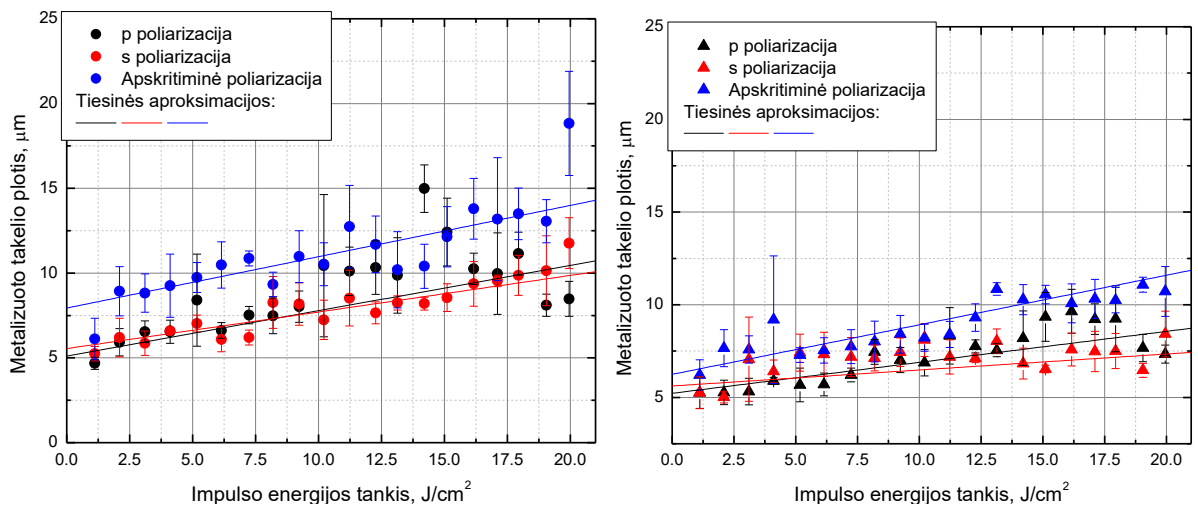 25
20
15
10
5
0
Metalizuoto takelio plotis, μm
p poliarizacija
s poliarizacija
Apskritiminė poliarizacija
Tiesinės aproksimacijos:
0.0 2.5 5.0 7.5 10.0 12.5 15.0 17.5 20.0
Impulso energijos tankis, J/cm²
25
20
15
10
5
Metalizuoto takelio plotis, μm
p poliarizacija
s poliarizacija
Apskritiminė poliarizacija
Tiesinės aproksimacijos:
0.0 2.5 5.0 7.5 10.0 12.5 15.0 17.5 20.0
Impulso energijos tankis, J/cm²